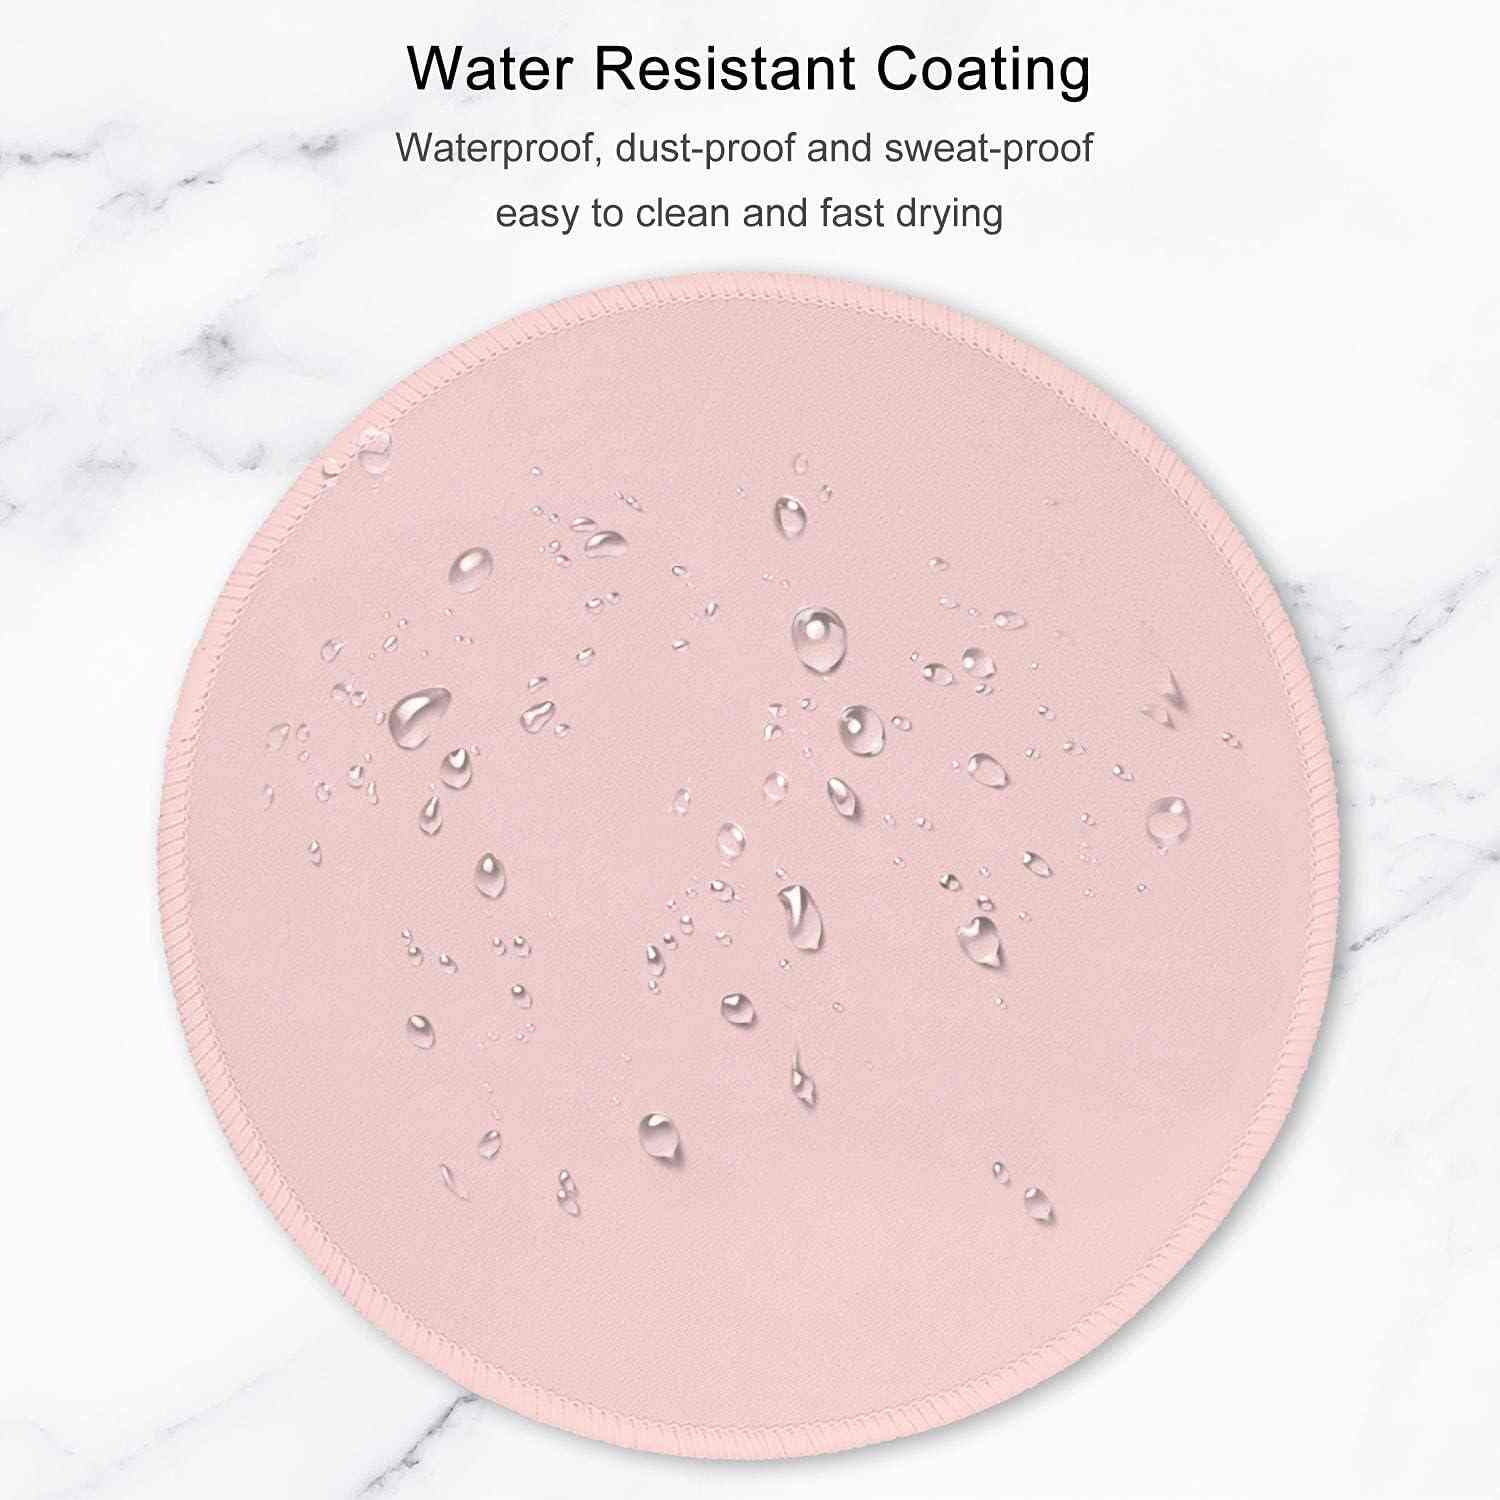 Water Resistant Coating
Waterproof, dust-proof and sweat-proof
easy to clean and fast drying